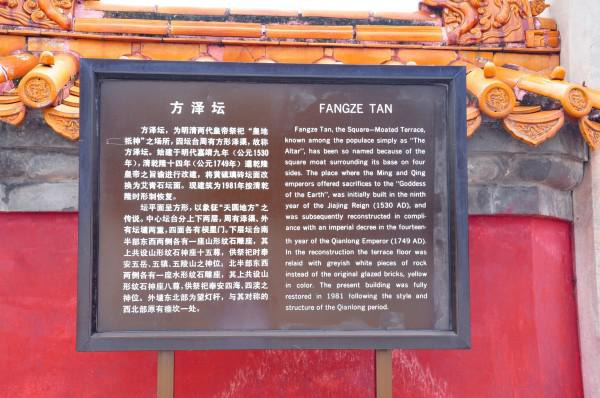 方泽坛
方泽坛，为明清两代皇帝祭祀“皇地
祇神”之场所，因坛台周有方形泽渠，故称
方泽坛。始建于明代嘉靖九年（公元1530
年），清乾隆十四年（公元1749年）遵乾隆
皇帝之旨谕进行改建，将黄琉璃砖坛面改
换为艾青石坛面。现建筑为1981年按清乾
隆时形制恢复。
坛平面呈方形，以象征“天圆地方”之
传说。中心坛台分上下两层，周有泽渠，外
有坛壝两重，四面各有棂星门。下层坛台南
半部东西两侧各有一座山形纹石雕座，其
上共设山形纹石神座十五尊，供祭祀时奉
安五岳、五镇、五陵山之神位；北半部东西
两侧各有一座水形纹石雕座，其上共设山
形纹石神座八尊，供祭祀奉安四海、四渎之
神位。外壝东北部为望灯杆，与其对称的
西北部原有瘗坎一处。
FANGZE TAN
Fangze Tan, the Square-Moated Terrace,
known among the populace simply as "The
Altar", has been so named because of the
square moat surrounding its base on four
sides. The place where the Ming and Qing
emperors offered sacrifices to the "Goddess
of the Earth", was initially built in the ninth
year of the Jiajing Reign (1530 AD), and
was subsequently reconstructed in compli-
ance with an imperial decree in the fourteen-
th year of the Qianlong Emperor (1749 AD).
In the reconstruction the terrace floor was
relaid with greyish white pieces of rock
instead of the original glazed bricks, yellow
in color. The present building was fully
restored in 1981 following the style and
structure of the Qianlong period.